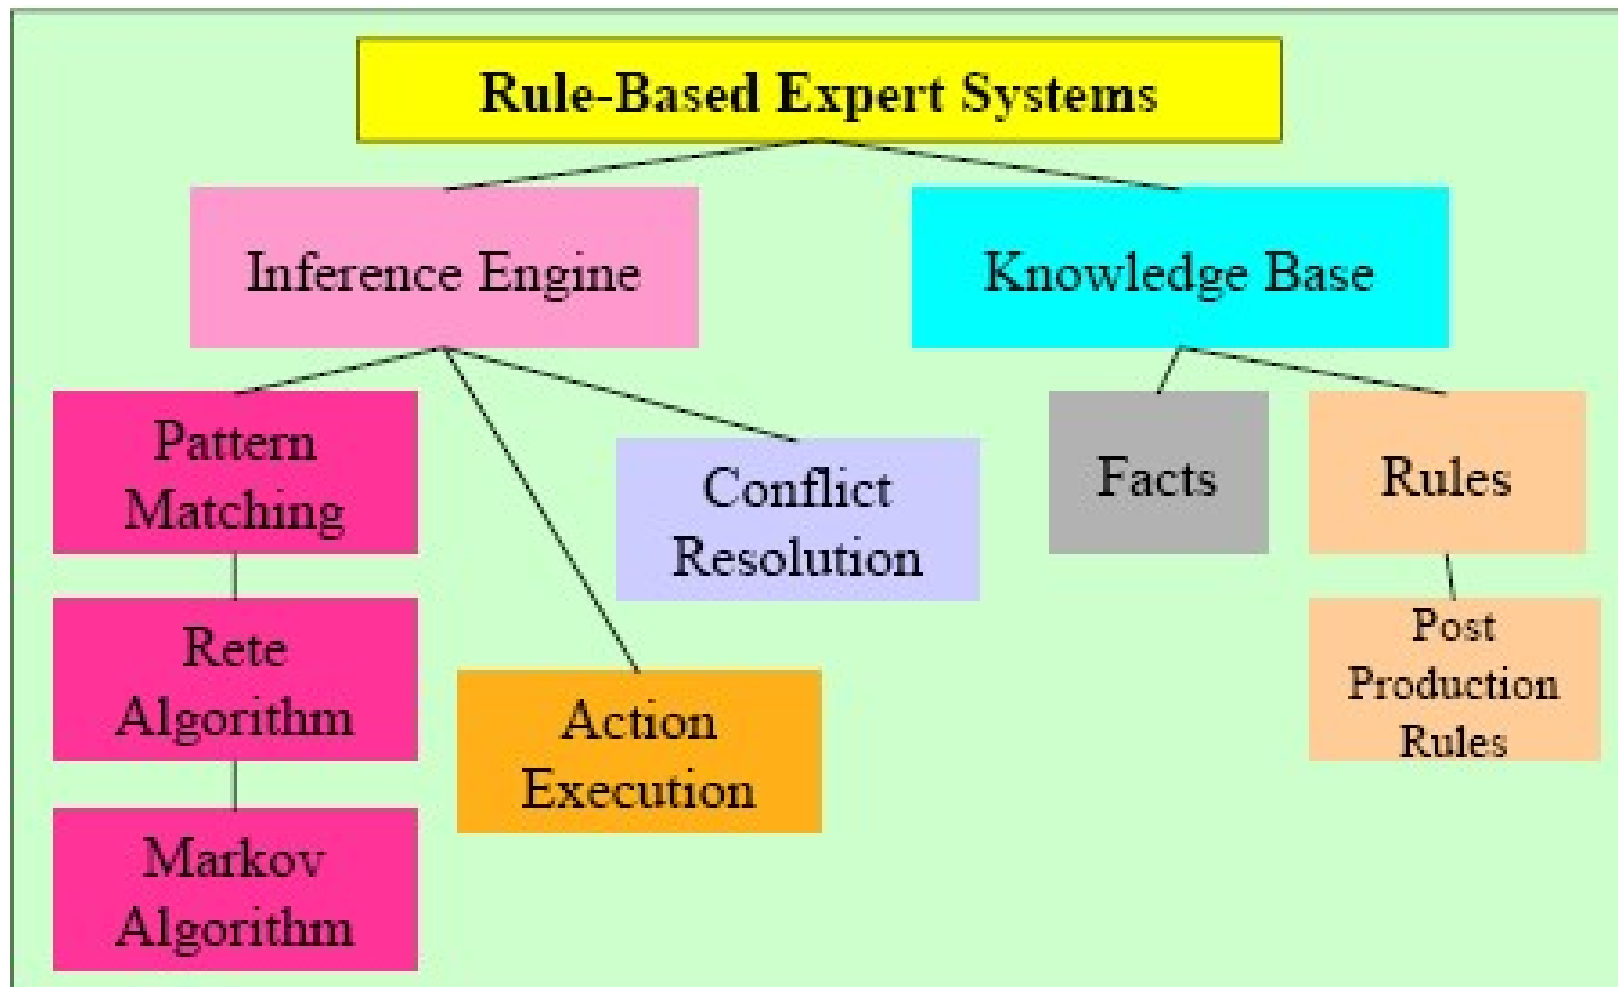 Rule-Based Expert Systems
Inference Engine
Knowledge Base
Pattern
Matching
Conflict
Resolution
Facts
Rules
Rete
Algorithm
Action
Execution
Post
Production
Rules
Markov
Algorithm